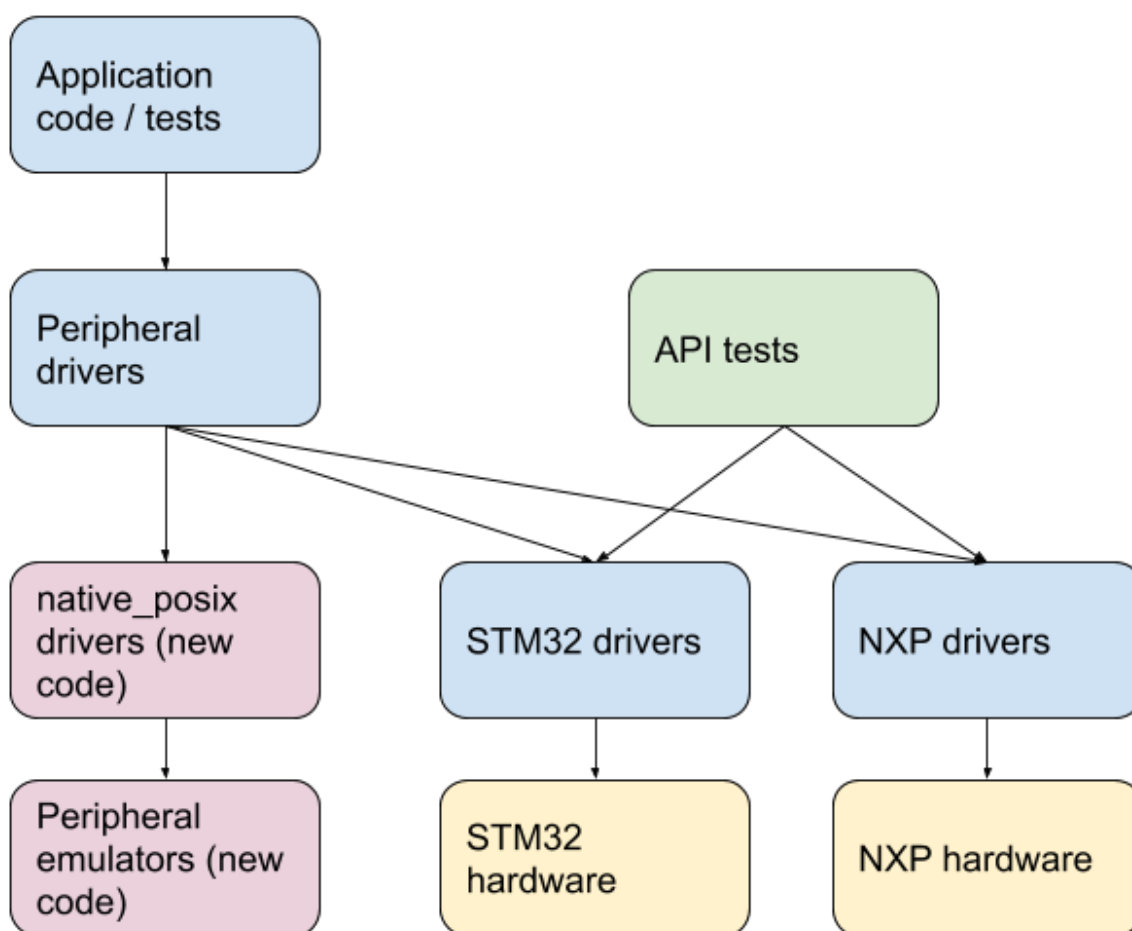 Application
code / tests
Peripheral
drivers
API tests
native_posix
drivers (new
code)
STM32 drivers
NXP drivers
Peripheral
emulators (new
code)
STM32
hardware
NXP hardware